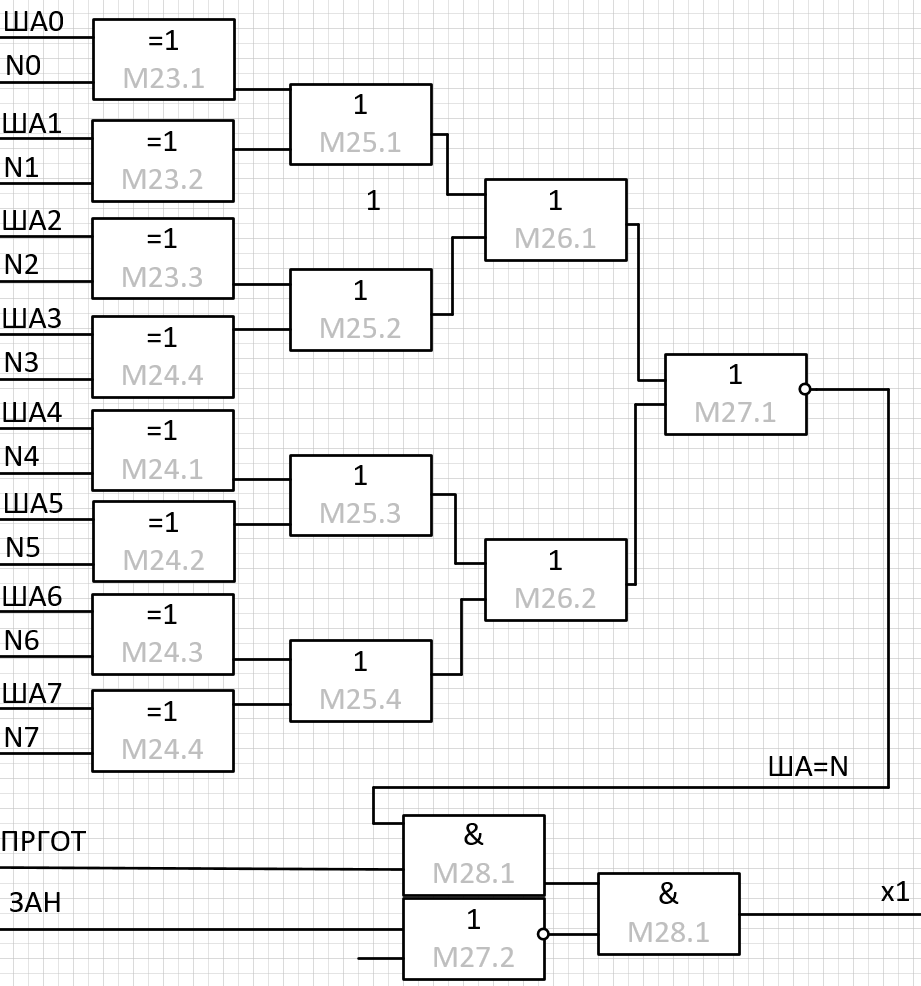 ША0
N0
=1
M23.1
ША1
N1
=1
M23.2
ША2
N2
=1
M23.3
ША3
N3
=1
M24.4
ША4
N4
=1
M24.1
ША5
N5
=1
M24.2
ША6
N6
=1
M24.3
ША7
N7
=1
M24.4
1
M25.1
1
1
M25.2
1
M25.3
1
M25.4
1
M26.1
1
M26.2
1
M27.1
ША=N
ПРГОТ
&
M28.1
ЗАН
1
M27.2
&
M28.1
x1